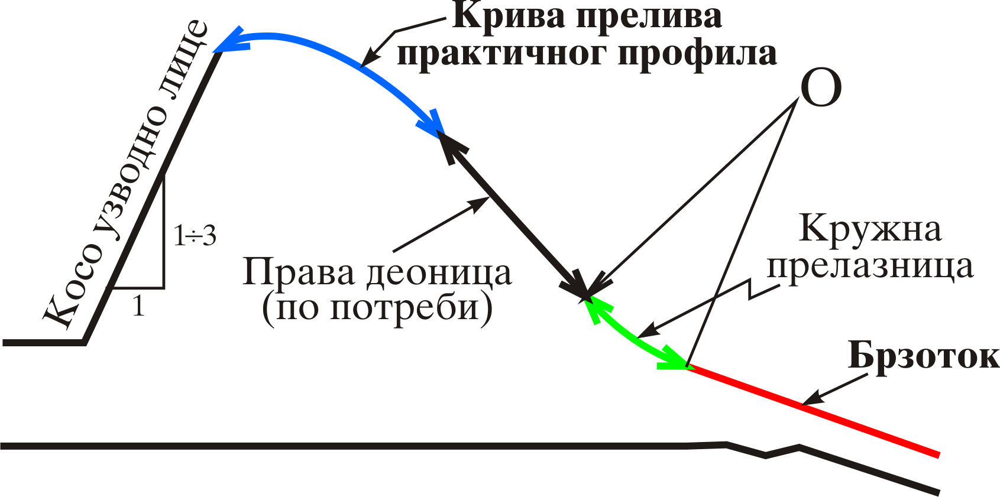 Крива прелива
практичног профила
О
Косо узводно лице
1÷3
1
Права деоница
(по потреби)
Кружна
прелазница
Брзоток